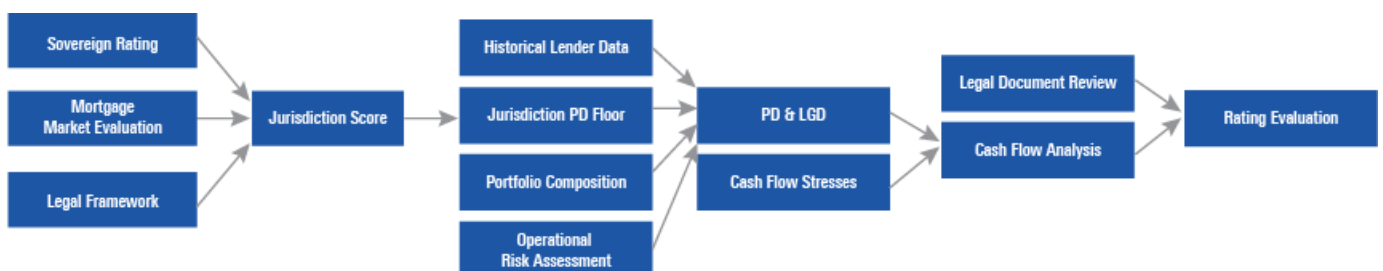 Sovereign Rating
Mortgage
Market Evaluation
Legal Framework
Jurisdiction Score
Historical Lender Data
Jurisdiction PD Floor
Portfolio Composition
Operational
Risk Assessment
PD & LGD
Cash Flow Stresses
Legal Document Review
Cash Flow Analysis
Rating Evaluation